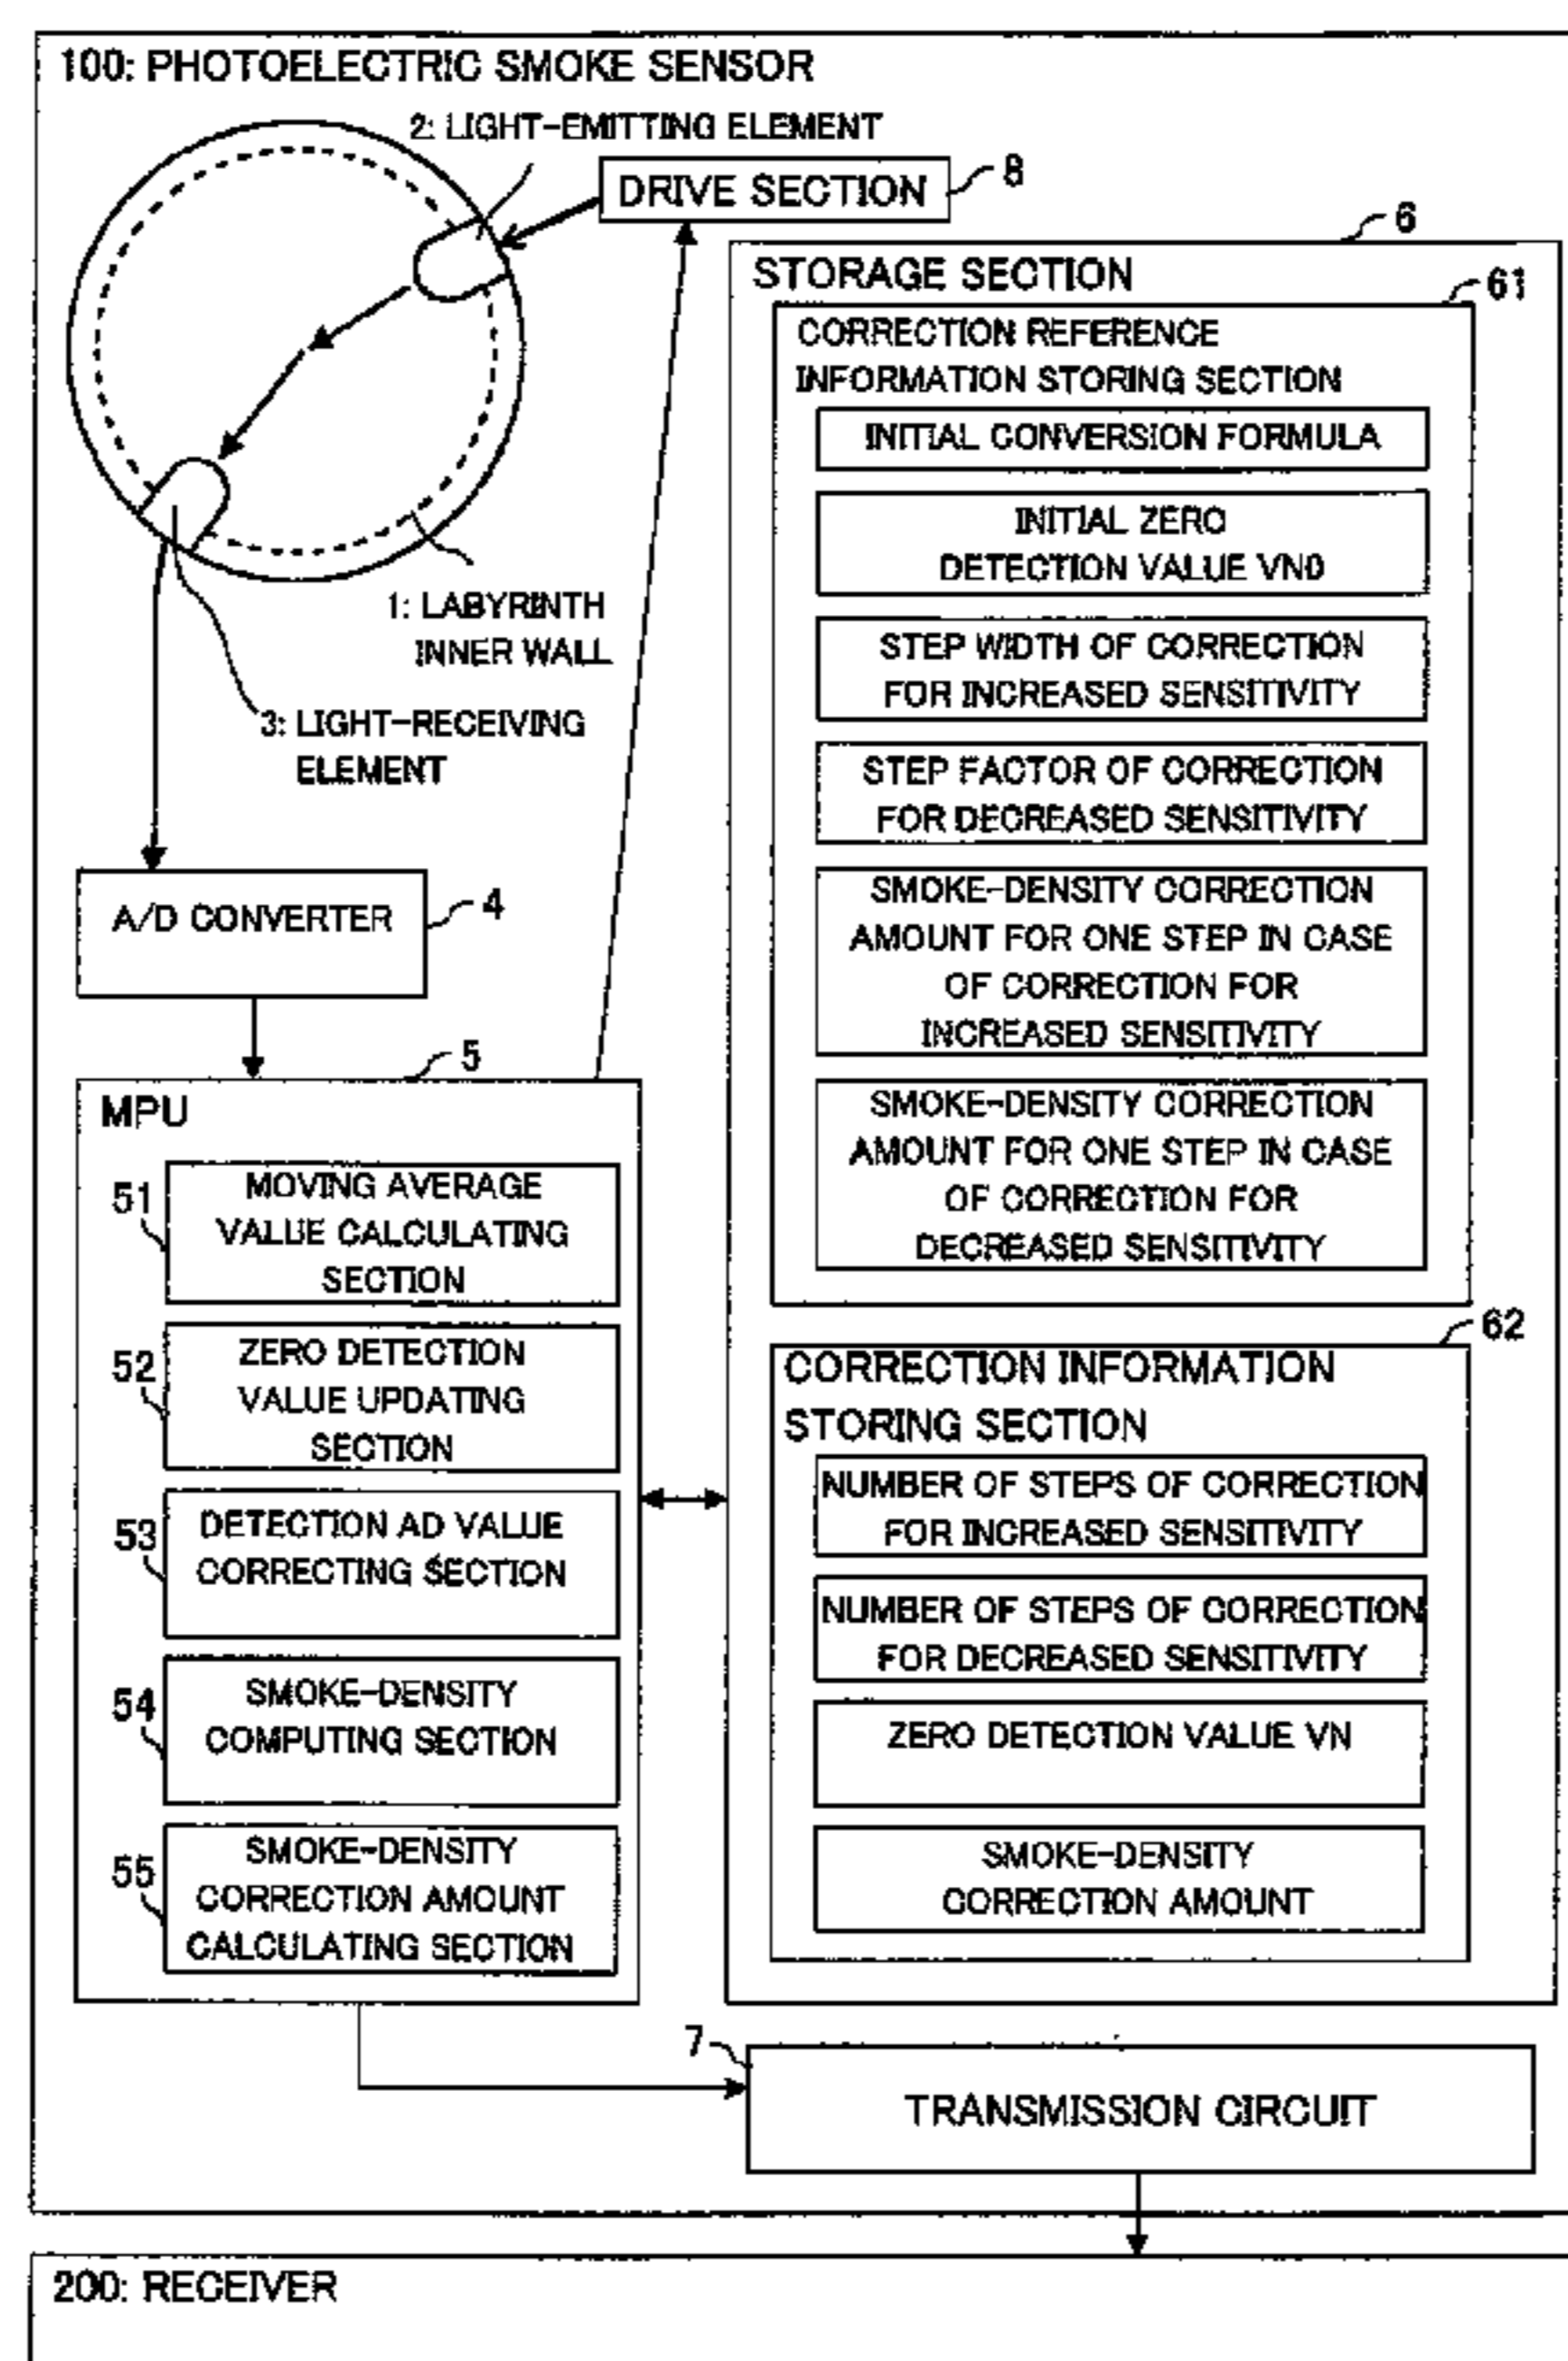 100: PHOTOELECTRIC SMOKE SENSOR
2: LIGHT-EMITTING ELEMENT
DRIVE SECTION
8
1: LABYRINTH
INNER WALL
3: LIGHT-RECEIVING
ELEMENT
A/D CONVERTER
4
5
MPU
51
MOVING AVERAGE
VALUE CALCULATING
SECTION
52
ZERO DETECTION
VALUE UPDATING
SECTION
53
DETECTION AD VALUE
CORRECTING SECTION
54
SMOKE-DENSITY
COMPUTING SECTION
55
SMOKE-DENSITY
CORRECTION AMOUNT
CALCULATING SECTION
6
STORAGE SECTION
61
CORRECTION REFERENCE
INFORMATION STORING SECTION
INITIAL CONVERSION FORMULA
INITIAL ZERO
DETECTION VALUE VN0
STEP WIDTH OF CORRECTION
FOR INCREASED SENSITIVITY
STEP FACTOR OF CORRECTION
FOR DECREASED SENSITIVITY
SMOKE-DENSITY CORRECTION
AMOUNT FOR ONE STEP IN CASE
OF CORRECTION FOR
INCREASED SENSITIVITY
SMOKE-DENSITY CORRECTION
AMOUNT FOR ONE STEP IN CASE
OF CORRECTION FOR
DECREASED SENSITIVITY
62
CORRECTION INFORMATION
STORING SECTION
NUMBER OF STEPS OF CORRECTION
FOR INCREASED SENSITIVITY
NUMBER OF STEPS OF CORRECTION
FOR DECREASED SENSITIVITY
ZERO DETECTION VALUE VN
SMOKE-DENSITY
CORRECTION AMOUNT
7
TRANSMISSION CIRCUIT
200: RECEIVER